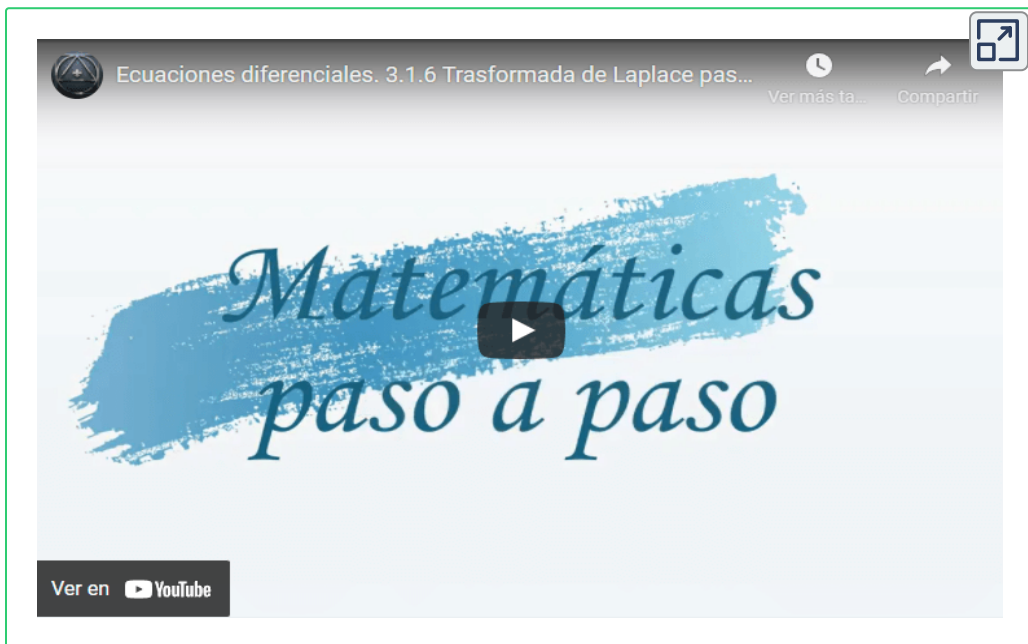 Ecuaciones diferenciales. 3.1.6 Trasformada de Laplace pas...
Ver más ta...
Compartir
Matemáticas
paso a paso
Ver en YouTube